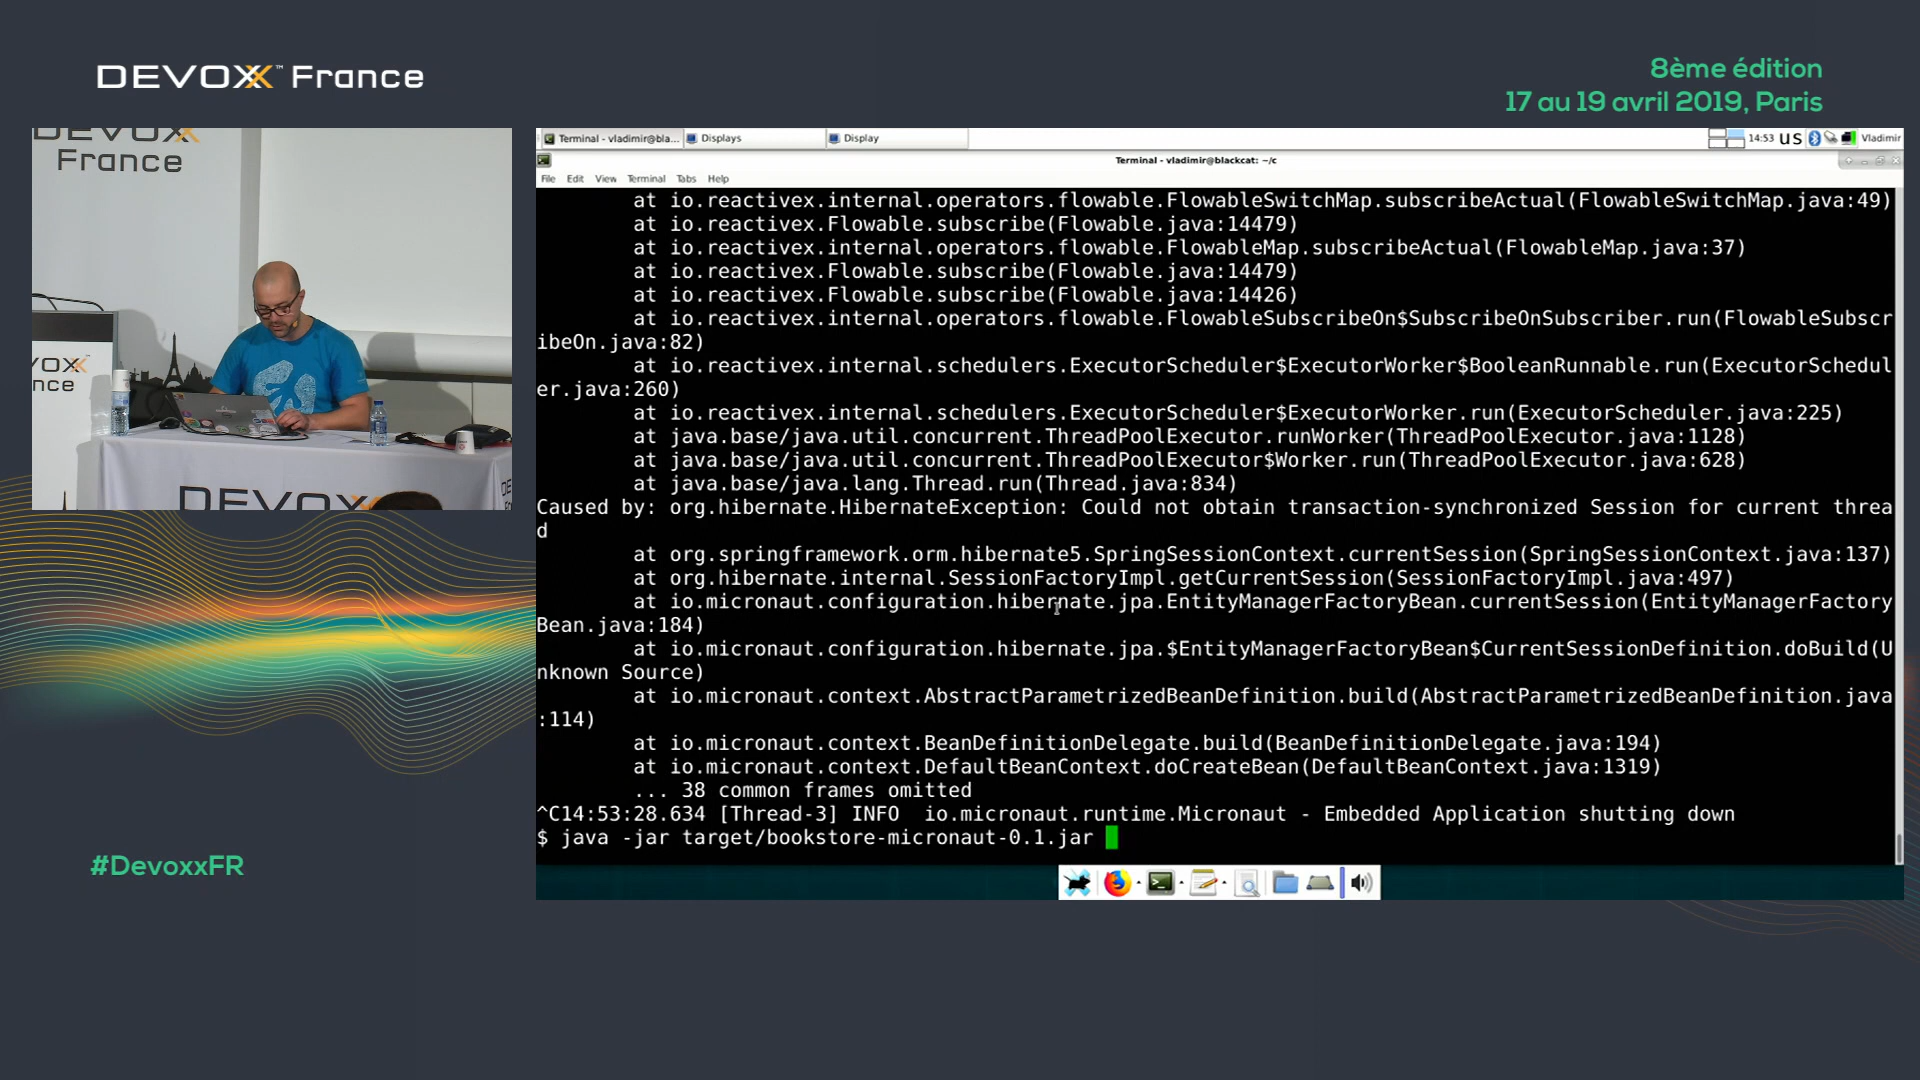 DEVOXX™ France
8ème édition
17 au 19 avril 2019, Paris
DEVOXX
France
VOXX
nce
DEVOXX
Terminal - vladimir@bla...
Displays
Display
14:53 US
Vladimir
Terminal - vladimir@blackcat: ~/c
File Edit View Terminal Tabs Help
at io.reactivex.internal.operators.flowable.FlowableSwitchMap.subscribeActual(FlowableSwitchMap.java:49)
at io.reactivex.Flowable.subscribe(Flowable.java:14479)
at io.reactivex.internal.operators.flowable.FlowableMap.subscribeActual(FlowableMap.java:37)
at io.reactivex.Flowable.subscribe(Flowable.java:14479)
at io.reactivex.Flowable.subscribe(Flowable.java:14426)
at io.reactivex.internal.operators.flowable.FlowableSubscribeOn$SubscribeOnSubscriber.run(FlowableSubscr
ibeOn.java:82)
at io.reactivex.internal.schedulers.ExecutorScheduler$ExecutorWorker$BooleanRunnable.run(ExecutorSchedul
er.java:260)
at io.reactivex.internal.schedulers.ExecutorScheduler$ExecutorWorker.run(ExecutorScheduler.java:225)
at java.base/java.util.concurrent.ThreadPoolExecutor.runWorker(ThreadPoolExecutor.java:1128)
at java.base/java.util.concurrent.ThreadPoolExecutor$Worker.run(ThreadPoolExecutor.java:628)
at java.base/java.lang.Thread.run(Thread.java:834)
Caused by: org.hibernate.HibernateException: Could not obtain transaction-synchronized Session for current threa
d
at org.springframework.orm.hibernate5.SpringSessionContext.currentSession(SpringSessionContext.java:137)
at org.hibernate.internal.SessionFactoryImpl.getCurrentSession(SessionFactoryImpl.java:497)
at io.micronaut.configuration.hibernate.jpa.EntityManagerFactoryBean.currentSession(EntityManagerFactory
Bean.java:184)
at io.micronaut.configuration.hibernate.jpa.$EntityManagerFactoryBean$CurrentSessionDefinition.doBuild(U
nknown Source)
at io.micronaut.context.AbstractParametrizedBeanDefinition.build(AbstractParametrizedBeanDefinition.java
:114)
at io.micronaut.context.BeanDefinitionDelegate.build(BeanDefinitionDelegate.java:194)
at io.micronaut.context.DefaultBeanContext.doCreateBean(DefaultBeanContext.java:1319)
... 38 common frames omitted
^C14:53:28.634 [Thread-3] INFO  io.micronaut.runtime.Micronaut - Embedded Application shutting down
$ java -jar target/bookstore-micronaut-0.1.jar
#DevoxxFR